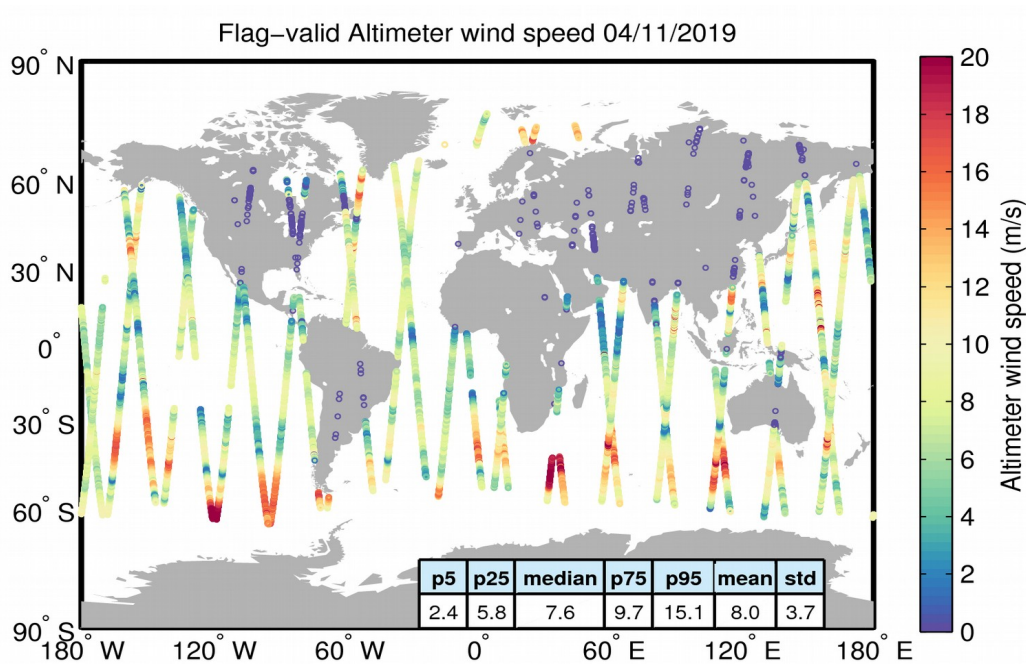 Flag-valid Altimeter wind speed 04/11/2019
90° N
60° N
30° N
0°
30° S
60° S
90° S
180° W 120° W 60° W 0° 60° E 120° E 180° E
p5 p25 median p75 p95 mean std
2.4 5.8 7.6 9.7 15.1 8.0 3.7
20
18
16
14
12
10
8
6
4
2
0
Altimeter wind speed (m/s)